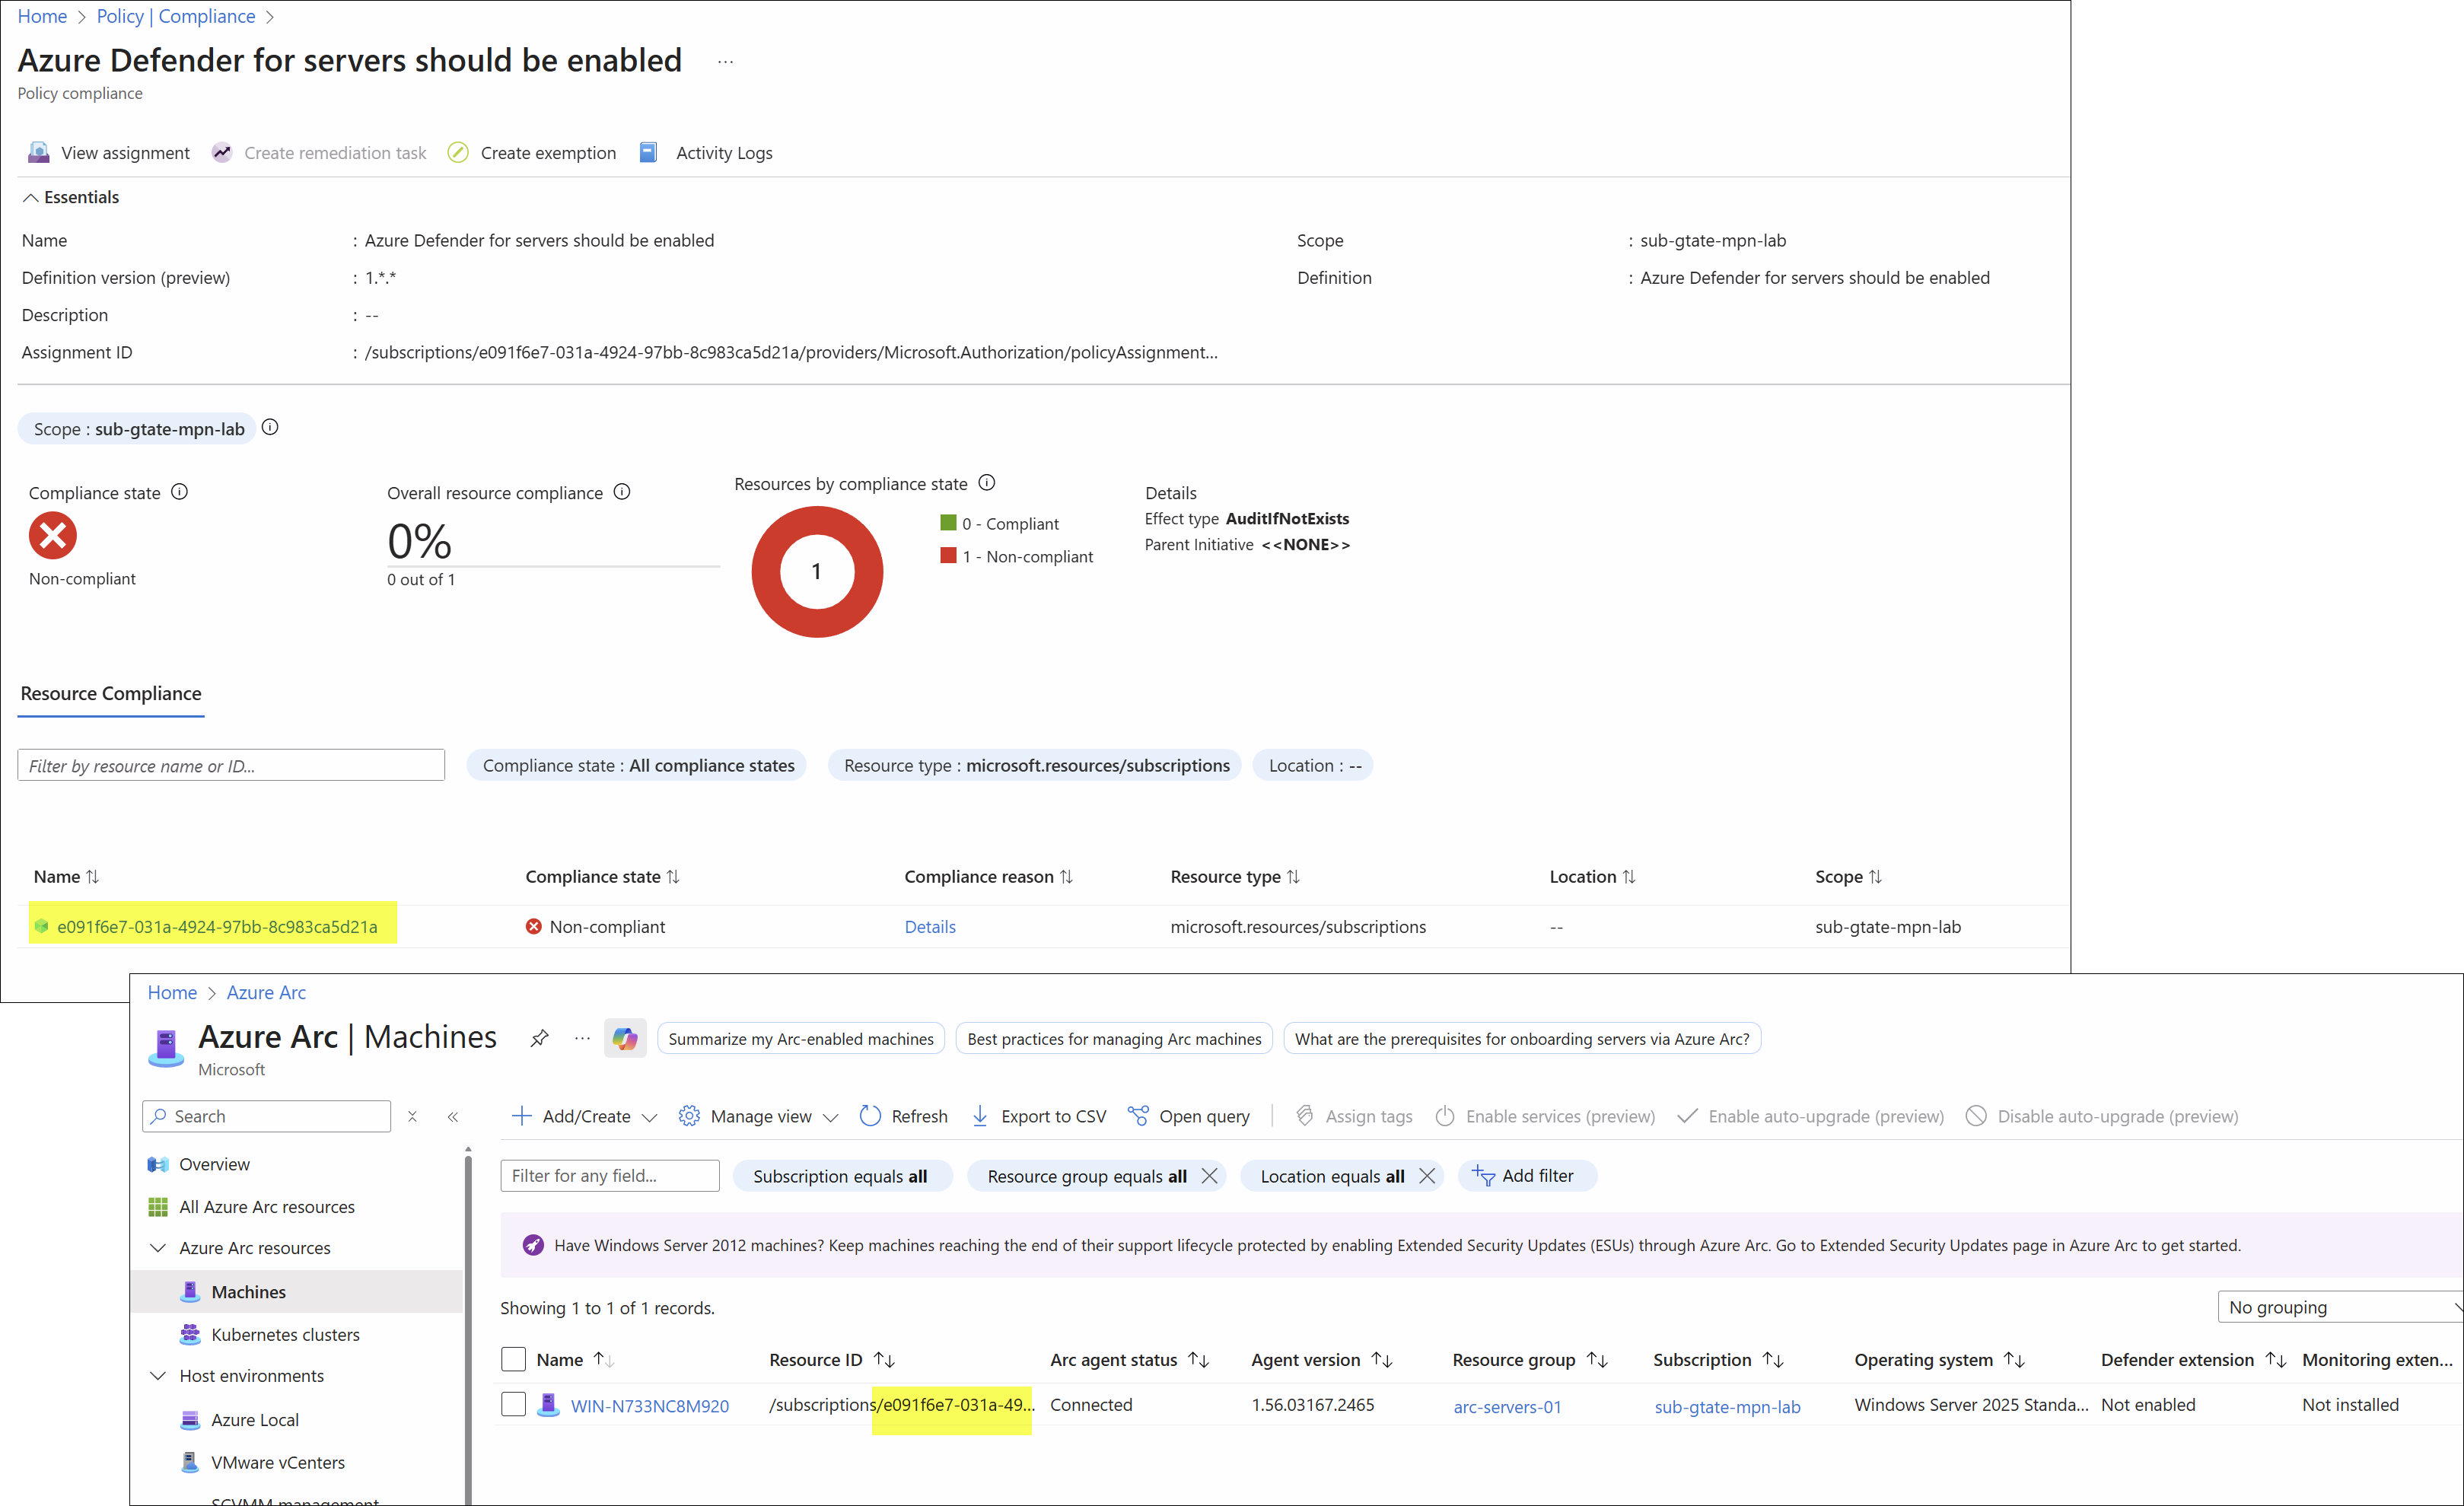 Home > Policy | Compliance >
Azure Defender for servers should be enabled ...
Policy compliance
View assignment Create remediation task Create exemption Activity Logs
Essentials
Name : Azure Defender for servers should be enabled Scope : sub-gtate-mpn-lab
Definition version (preview) : 1.*.* Definition : Azure Defender for servers should be enabled
Description : --
Assignment ID : /subscriptions/e091f6e7-031a-4924-97bb-8c983ca5d21a/providers/Microsoft.Authorization/policyAssignment...
Scope : sub-gtate-mpn-lab
Compliance state Overall resource compliance Resources by compliance state Details
0% 0 - Compliant Effect type AuditIfNotExists
1 1 - Non-compliant Parent Initiative <<NONE>>
Non-compliant 0 out of 1
Resource Compliance
Filter by resource name or ID... Compliance state : All compliance states Resource type : microsoft.resources/subscriptions Location : --
Name Compliance state Compliance reason Resource type Location Scope
e091f6e7-031a-4924-97bb-8c983ca5d21a Non-compliant Details microsoft.resources/subscriptions -- sub-gtate-mpn-lab
Home > Azure Arc
Azure Arc | Machines ... Summarize my Arc-enabled machines Best practices for managing Arc machines What are the prerequisites for onboarding servers via Azure Arc?
Microsoft
Search « Add/Create Manage view Refresh Export to CSV Open query Assign tags Enable services (preview) Enable auto-upgrade (preview) Disable auto-upgrade (preview)
Overview
All Azure Arc resources
Azure Arc resources
Machines
Kubernetes clusters
Host environments
Azure Local
VMware vCenters
SCVMM management
Filter for any field... Subscription equals all Resource group equals all Location equals all Add filter
Have Windows Server 2012 machines? Keep machines reaching the end of their support lifecycle protected by enabling Extended Security Updates (ESUs) through Azure Arc. Go to Extended Security Updates page in Azure Arc to get started.
Showing 1 to 1 of 1 records. No grouping
Name Resource ID Arc agent status Agent version Resource group Subscription Operating system Defender extension Monitoring exten...
WIN-N733NC8M920 /subscriptions/e091f6e7-031a-49... Connected 1.56.03167.2465 arc-servers-01 sub-gtate-mpn-lab Windows Server 2025 Standa... Not enabled Not installed